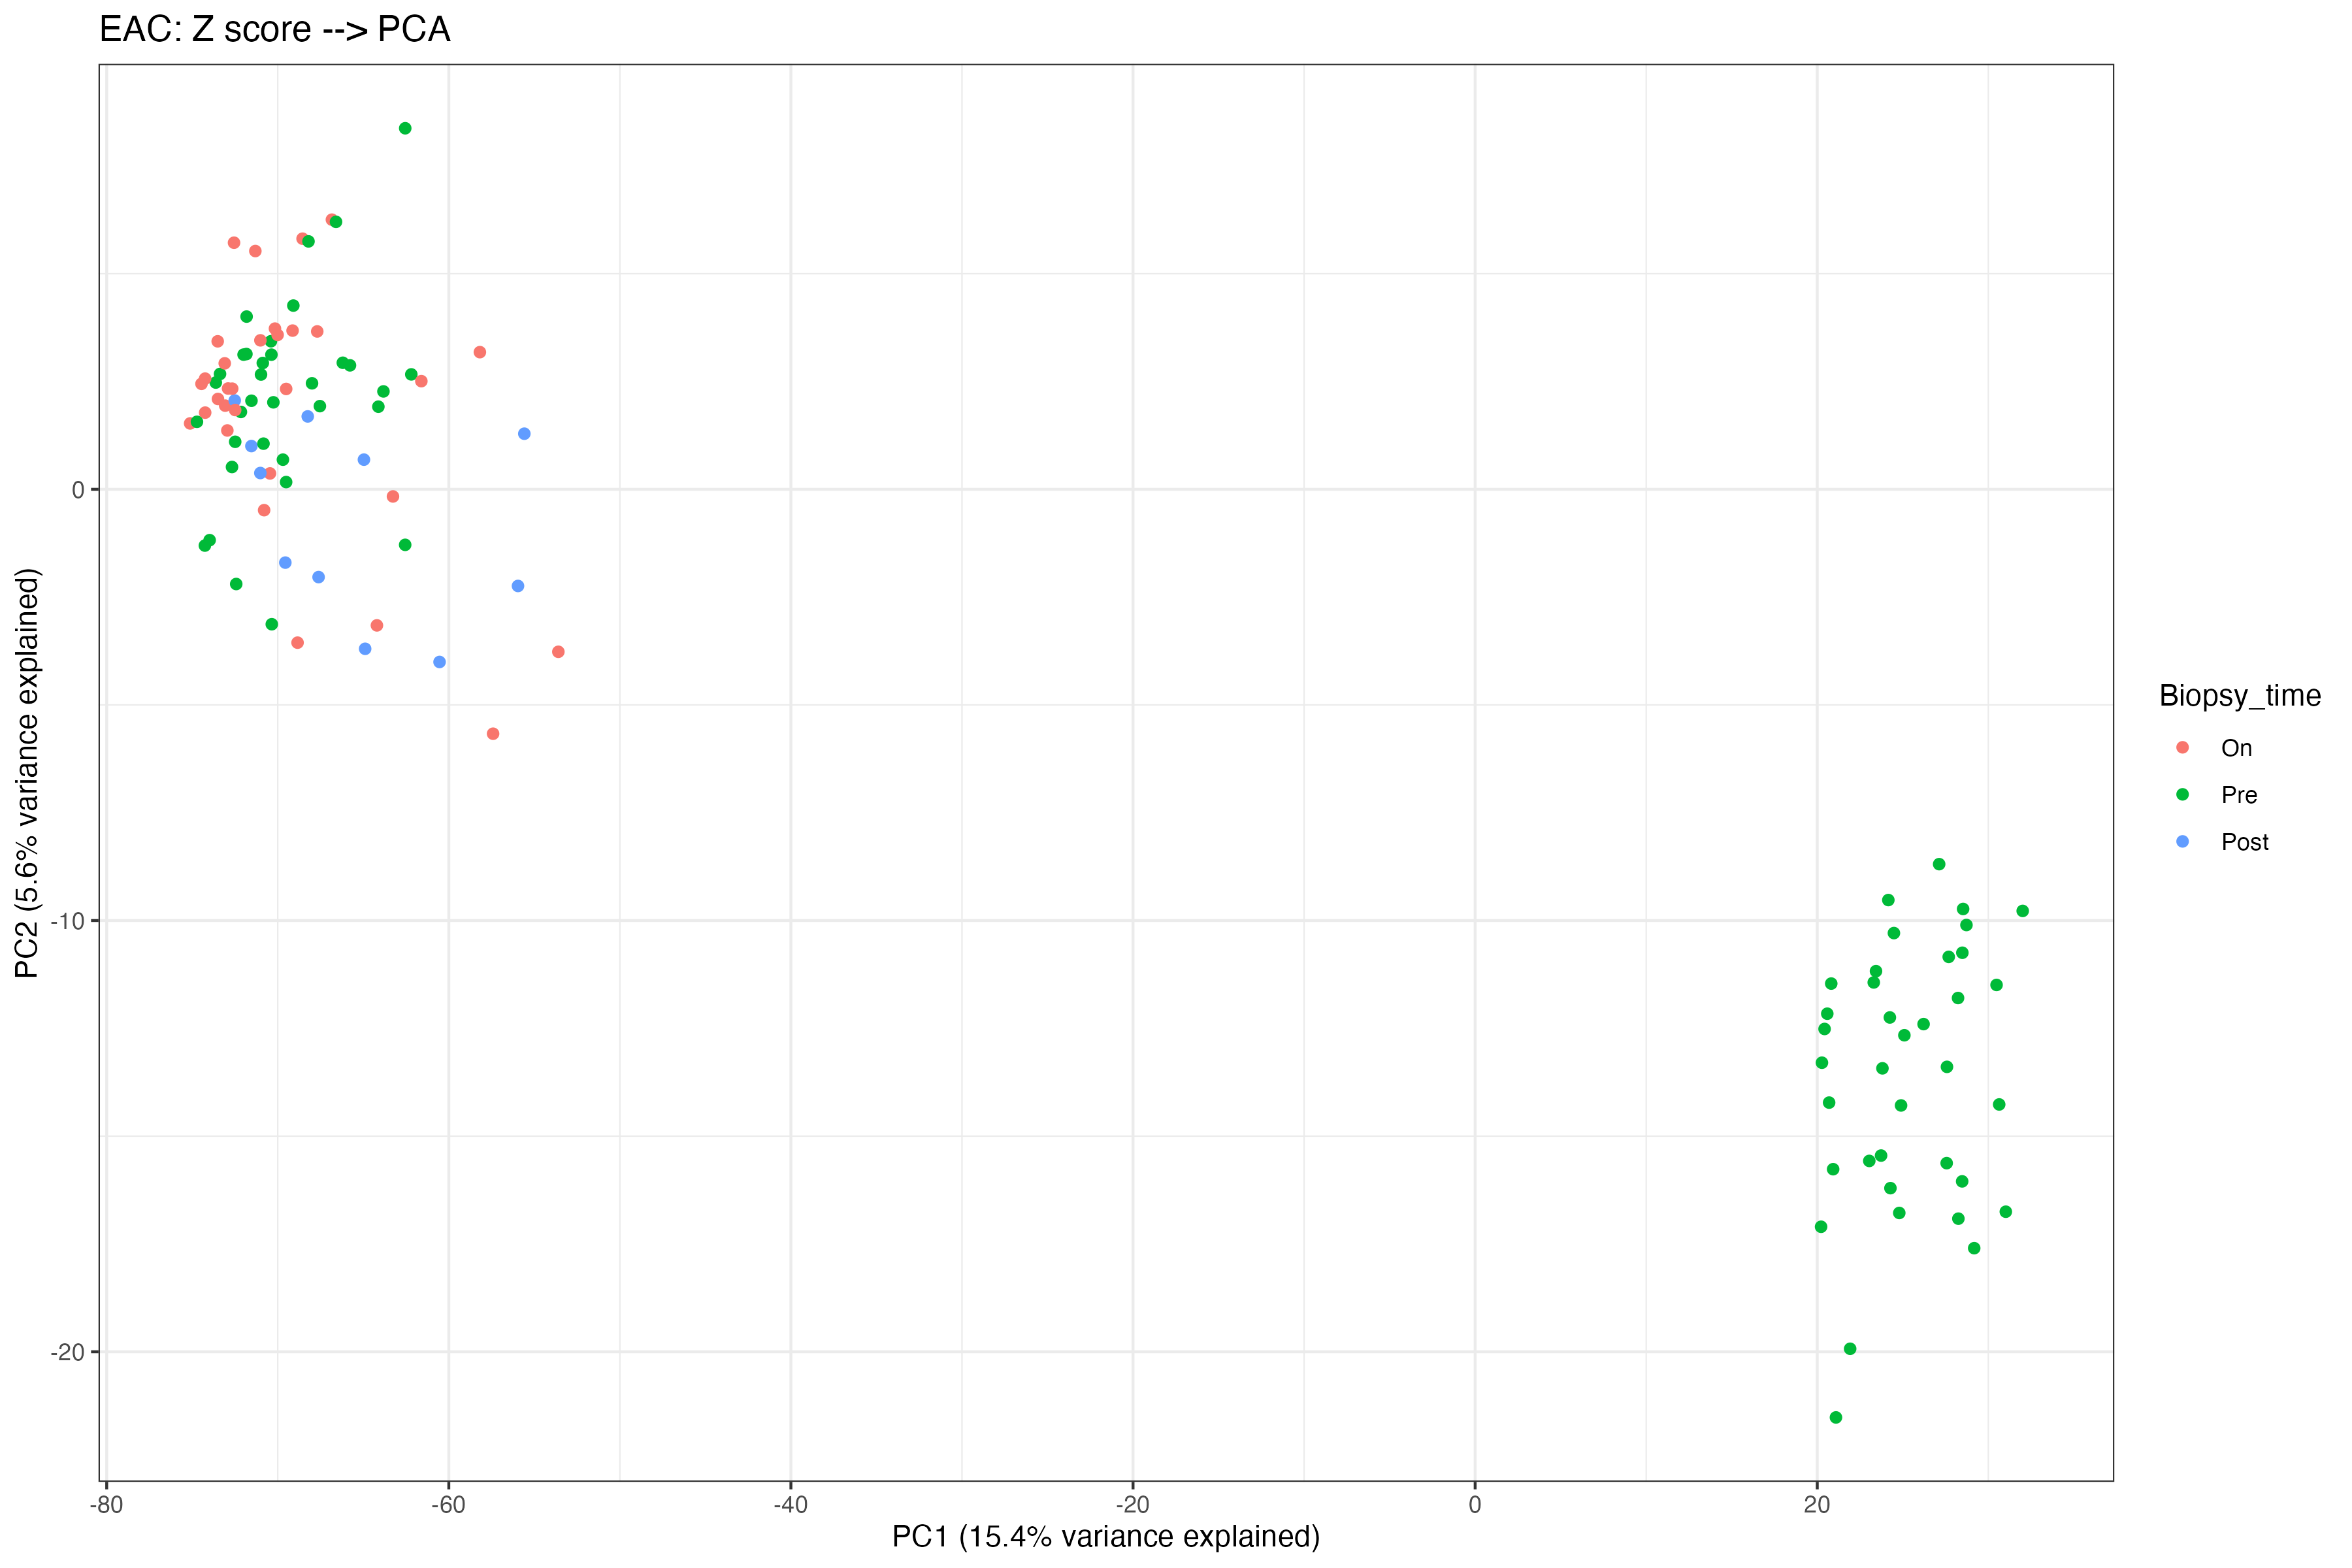 EAC: Z score --> PCA
PC2 (5.6% variance explained)
0
-10
-20
-80
-60
-40
-20
0
20
PC1 (15.4% variance explained)
Biopsy_time
On
Pre
Post